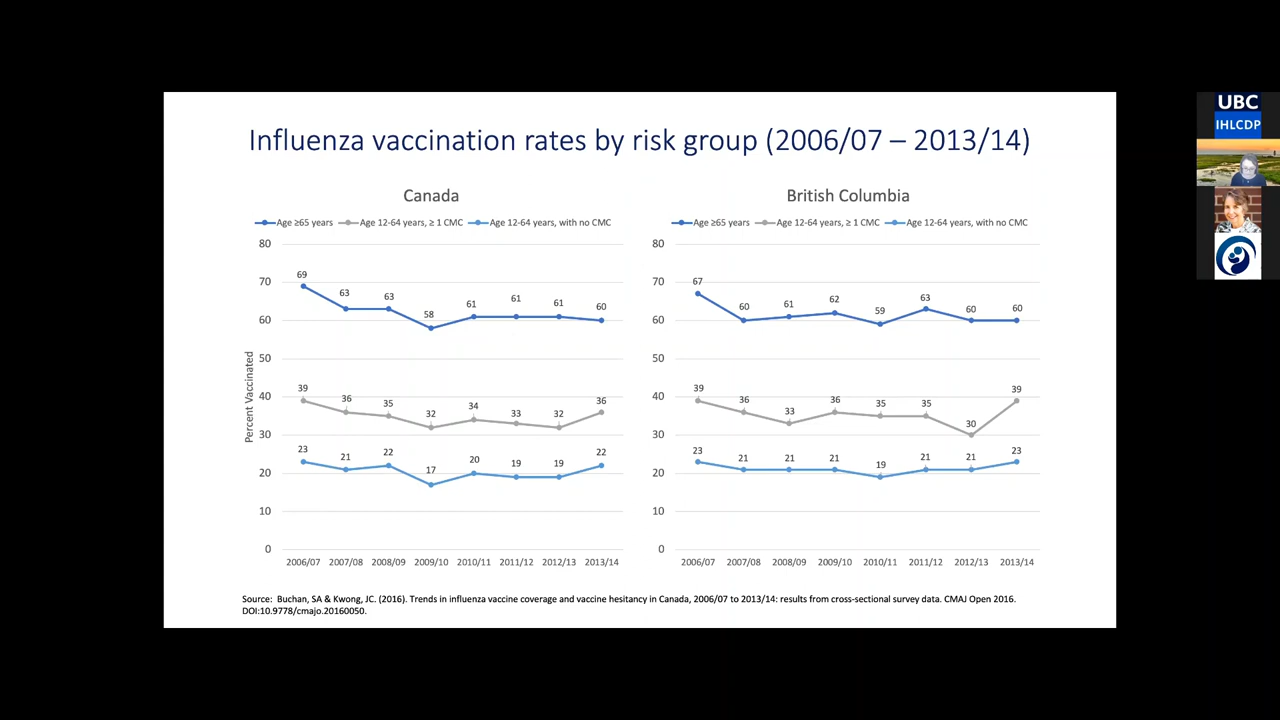 Influenza vaccination rates by risk group (2006/07 – 2013/14)
Canada
Age ≥65 years Age 12-64 years, ≥ 1 CMC Age 12-64 years, with no CMC
Percent Vaccinated
80
70
60
50
40
30
20
10
0
69 63 63 58 61 61 61 60
39 36 35 32 34 33 32 36
23 21 22 17 20 19 19 22
2006/07 2007/08 2008/09 2009/10 2010/11 2011/12 2012/13 2013/14
British Columbia
Age ≥65 years Age 12-64 years, ≥ 1 CMC Age 12-64 years, with no CMC
80
70
60
50
40
30
20
10
0
67 60 61 62 59 63 60 60
39 36 33 36 35 35 30 39
23 21 21 21 19 21 21 23
2006/07 2007/08 2008/09 2009/10 2010/11 2011/12 2012/13 2013/14
Source: Buchan, SA & Kwong, JC. (2016). Trends in influenza vaccine coverage and vaccine hesitancy in Canada, 2006/07 to 2013/14: results from cross-sectional survey data. CMAJ Open 2016.
DOI:10.9778/cmajo.20160050.
UBC
IHLCDP